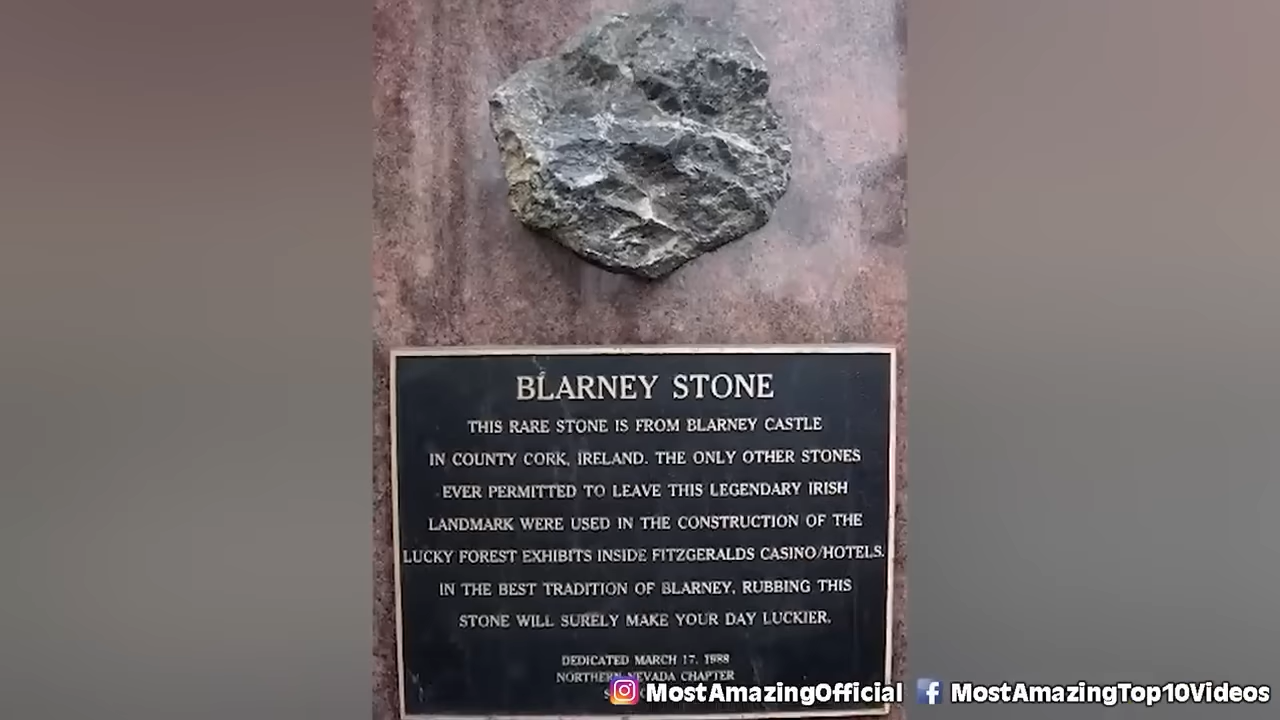 BLARNEY STONE
THIS RARE STONE IS FROM BLARNEY CASTLE
IN COUNTY CORK, IRELAND. THE ONLY OTHER STONES
EVER PERMITTED TO LEAVE THIS LEGENDARY IRISH
LANDMARK WERE USED IN THE CONSTRUCTION OF THE
LUCKY FOREST EXHIBITS INSIDE FITZGERALDS CASINO/HOTELS.
IN THE BEST TRADITION OF BLARNEY, RUBBING THIS
STONE WILL SURELY MAKE YOUR DAY LUCKIER.
DEDICATED MARCH 17, 1988
NORTHERN NEVADA CHAPTER
MostAmazingOfficial MostAmazingTop10Videos